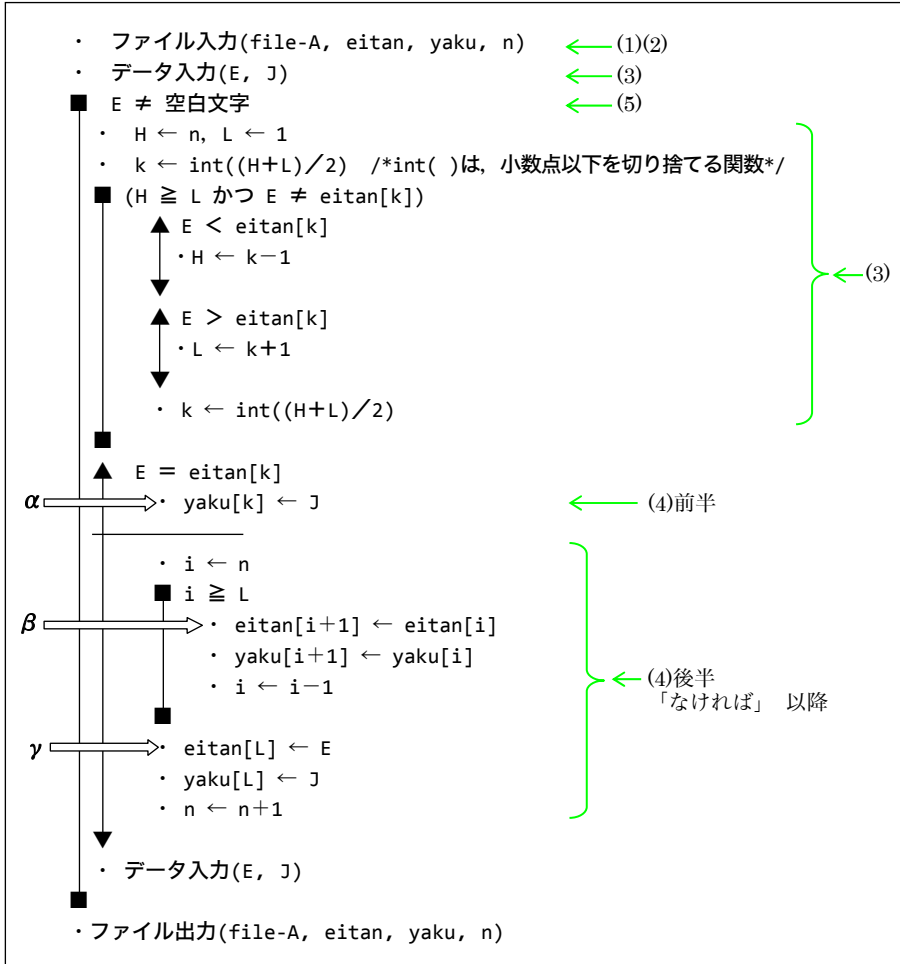 ・ ファイル入力(file-A, eitan, yaku, n) (1)(2)
・ データ入力(E, J) (3)
E ≠ 空白文字 (5)
・ H ← n, L ← 1
・ k ← int((H＋L)／2) /*int( )は，小数点以下を切り捨てる関数*/
(H ≧ L かつ E ≠ eitan[k])
E < eitan[k]
・H ← k－1
(3)
E > eitan[k]
・L ← k＋1
・ k ← int((H＋L)／2)
E ＝ eitan[k]
α ・ yaku[k] ← J (4)前半
・ i ← n
i ≧ L
β ・ eitan[i＋1] ← eitan[i]
・ yaku[i＋1] ← yaku[i]
・ i ← i－1
(4)後半
「なければ」 以降
γ ・ eitan[L] ← E
・ yaku[L] ← J
・ n ← n＋1
・ データ入力(E, J)
・ファイル出力(file-A, eitan, yaku, n)